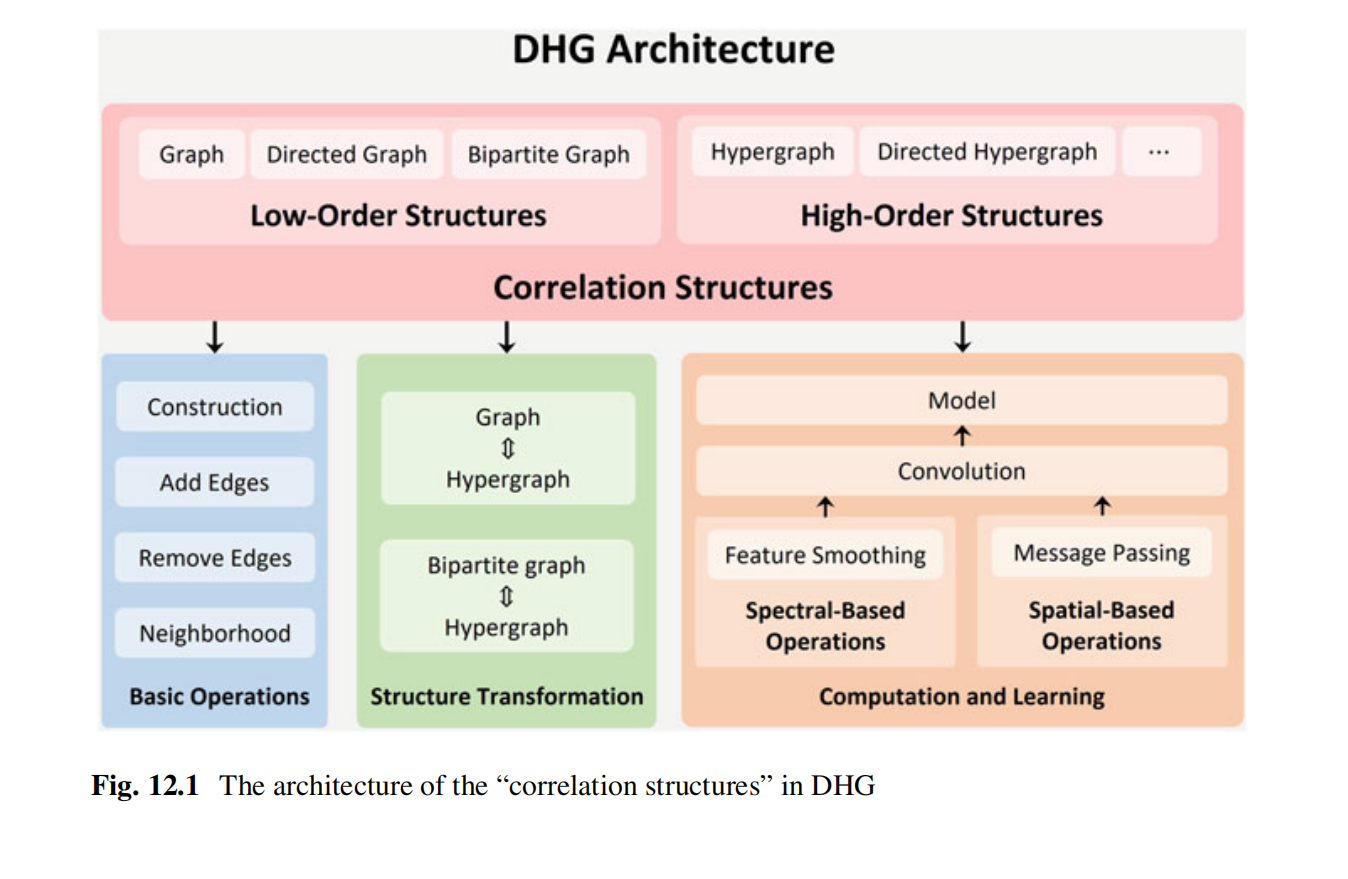 DHG Architecture
Graph
Directed Graph
Bipartite Graph
Low-Order Structures
Hypergraph
Directed Hypergraph
...
High-Order Structures
Correlation Structures
Construction
Add Edges
Remove Edges
Neighborhood
Basic Operations
Graph
⇕
Hypergraph
Bipartite graph
⇕
Hypergraph
Structure Transformation
Model
Convolution
Feature Smoothing
Spectral-Based
Operations
Message Passing
Spatial-Based
Operations
Computation and Learning
Fig. 12.1 The architecture of the “correlation structures” in DHG